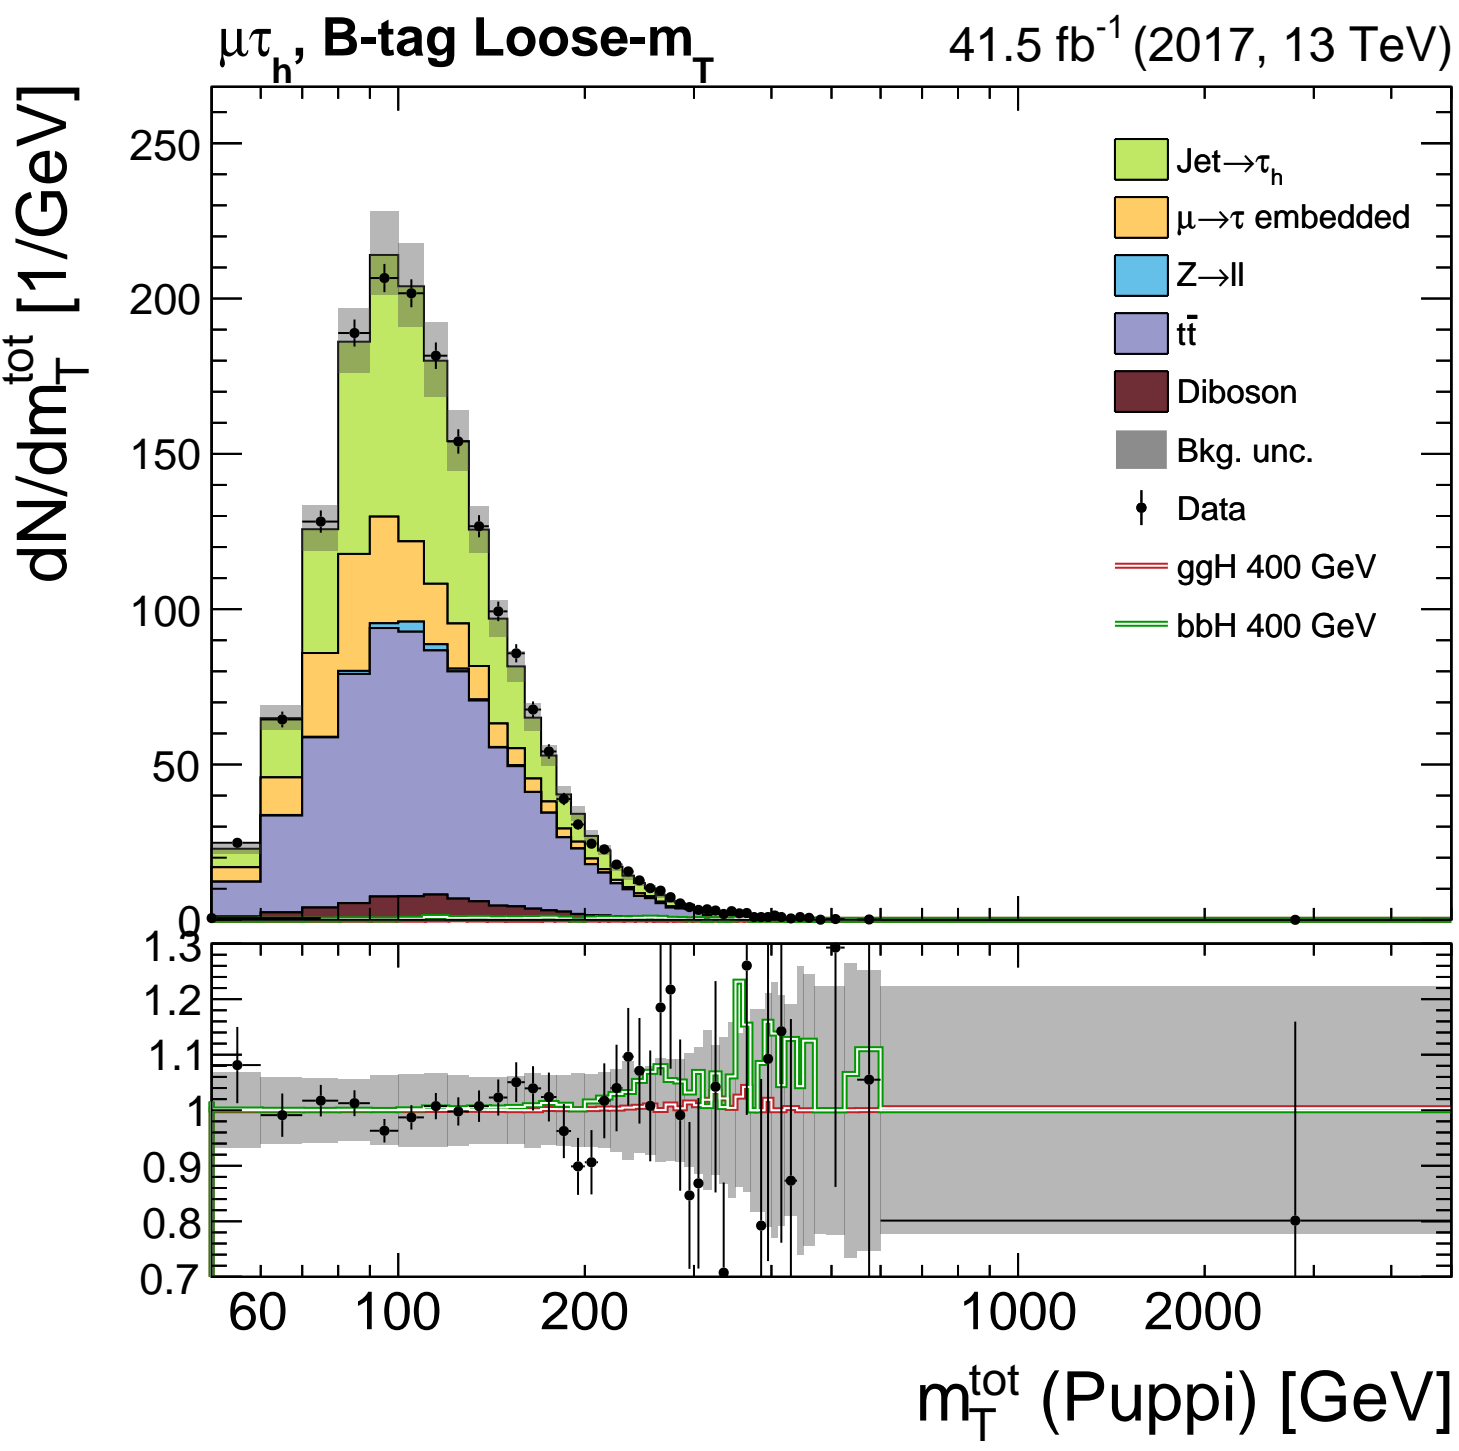 μτh, B-tag Loose-mT
41.5 fb-1 (2017, 13 TeV)
dN/dmTtot [1/GeV]
250
200
150
100
50
0
Jet→τh
μ→τ embedded
Z→ll
tt̄
Diboson
Bkg. unc.
Data
ggH 400 GeV
bbH 400 GeV
1.3
1.2
1.1
1
0.9
0.8
0.7
60 100 200 1000 2000
mTtot (Puppi) [GeV]